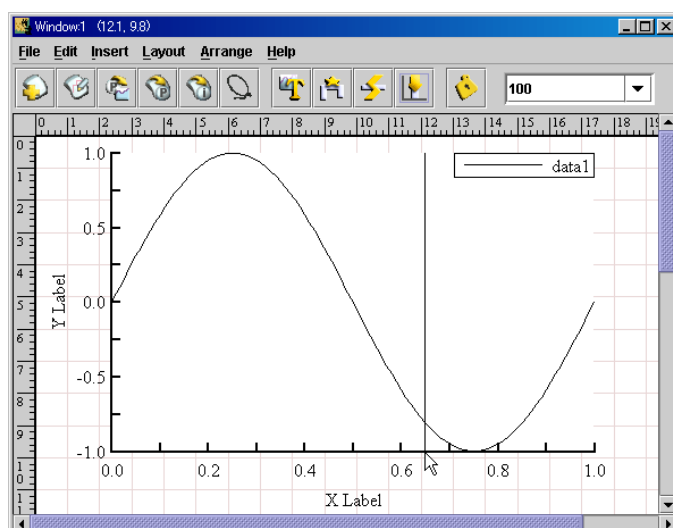 Window:1 (12.1, 9.8)
File Edit Insert Layout Arrange Help
100
0 1 2 3 4 5 6 7 8 9 10 11 12 13 14 15 16 17 18 19
0
1
2
3
4
5
6
7
8
9
10
11
1.0
0.5
0.0
-0.5
-1.0
Y Label
data1
0.0 0.2 0.4 0.6 0.8 1.0
X Label